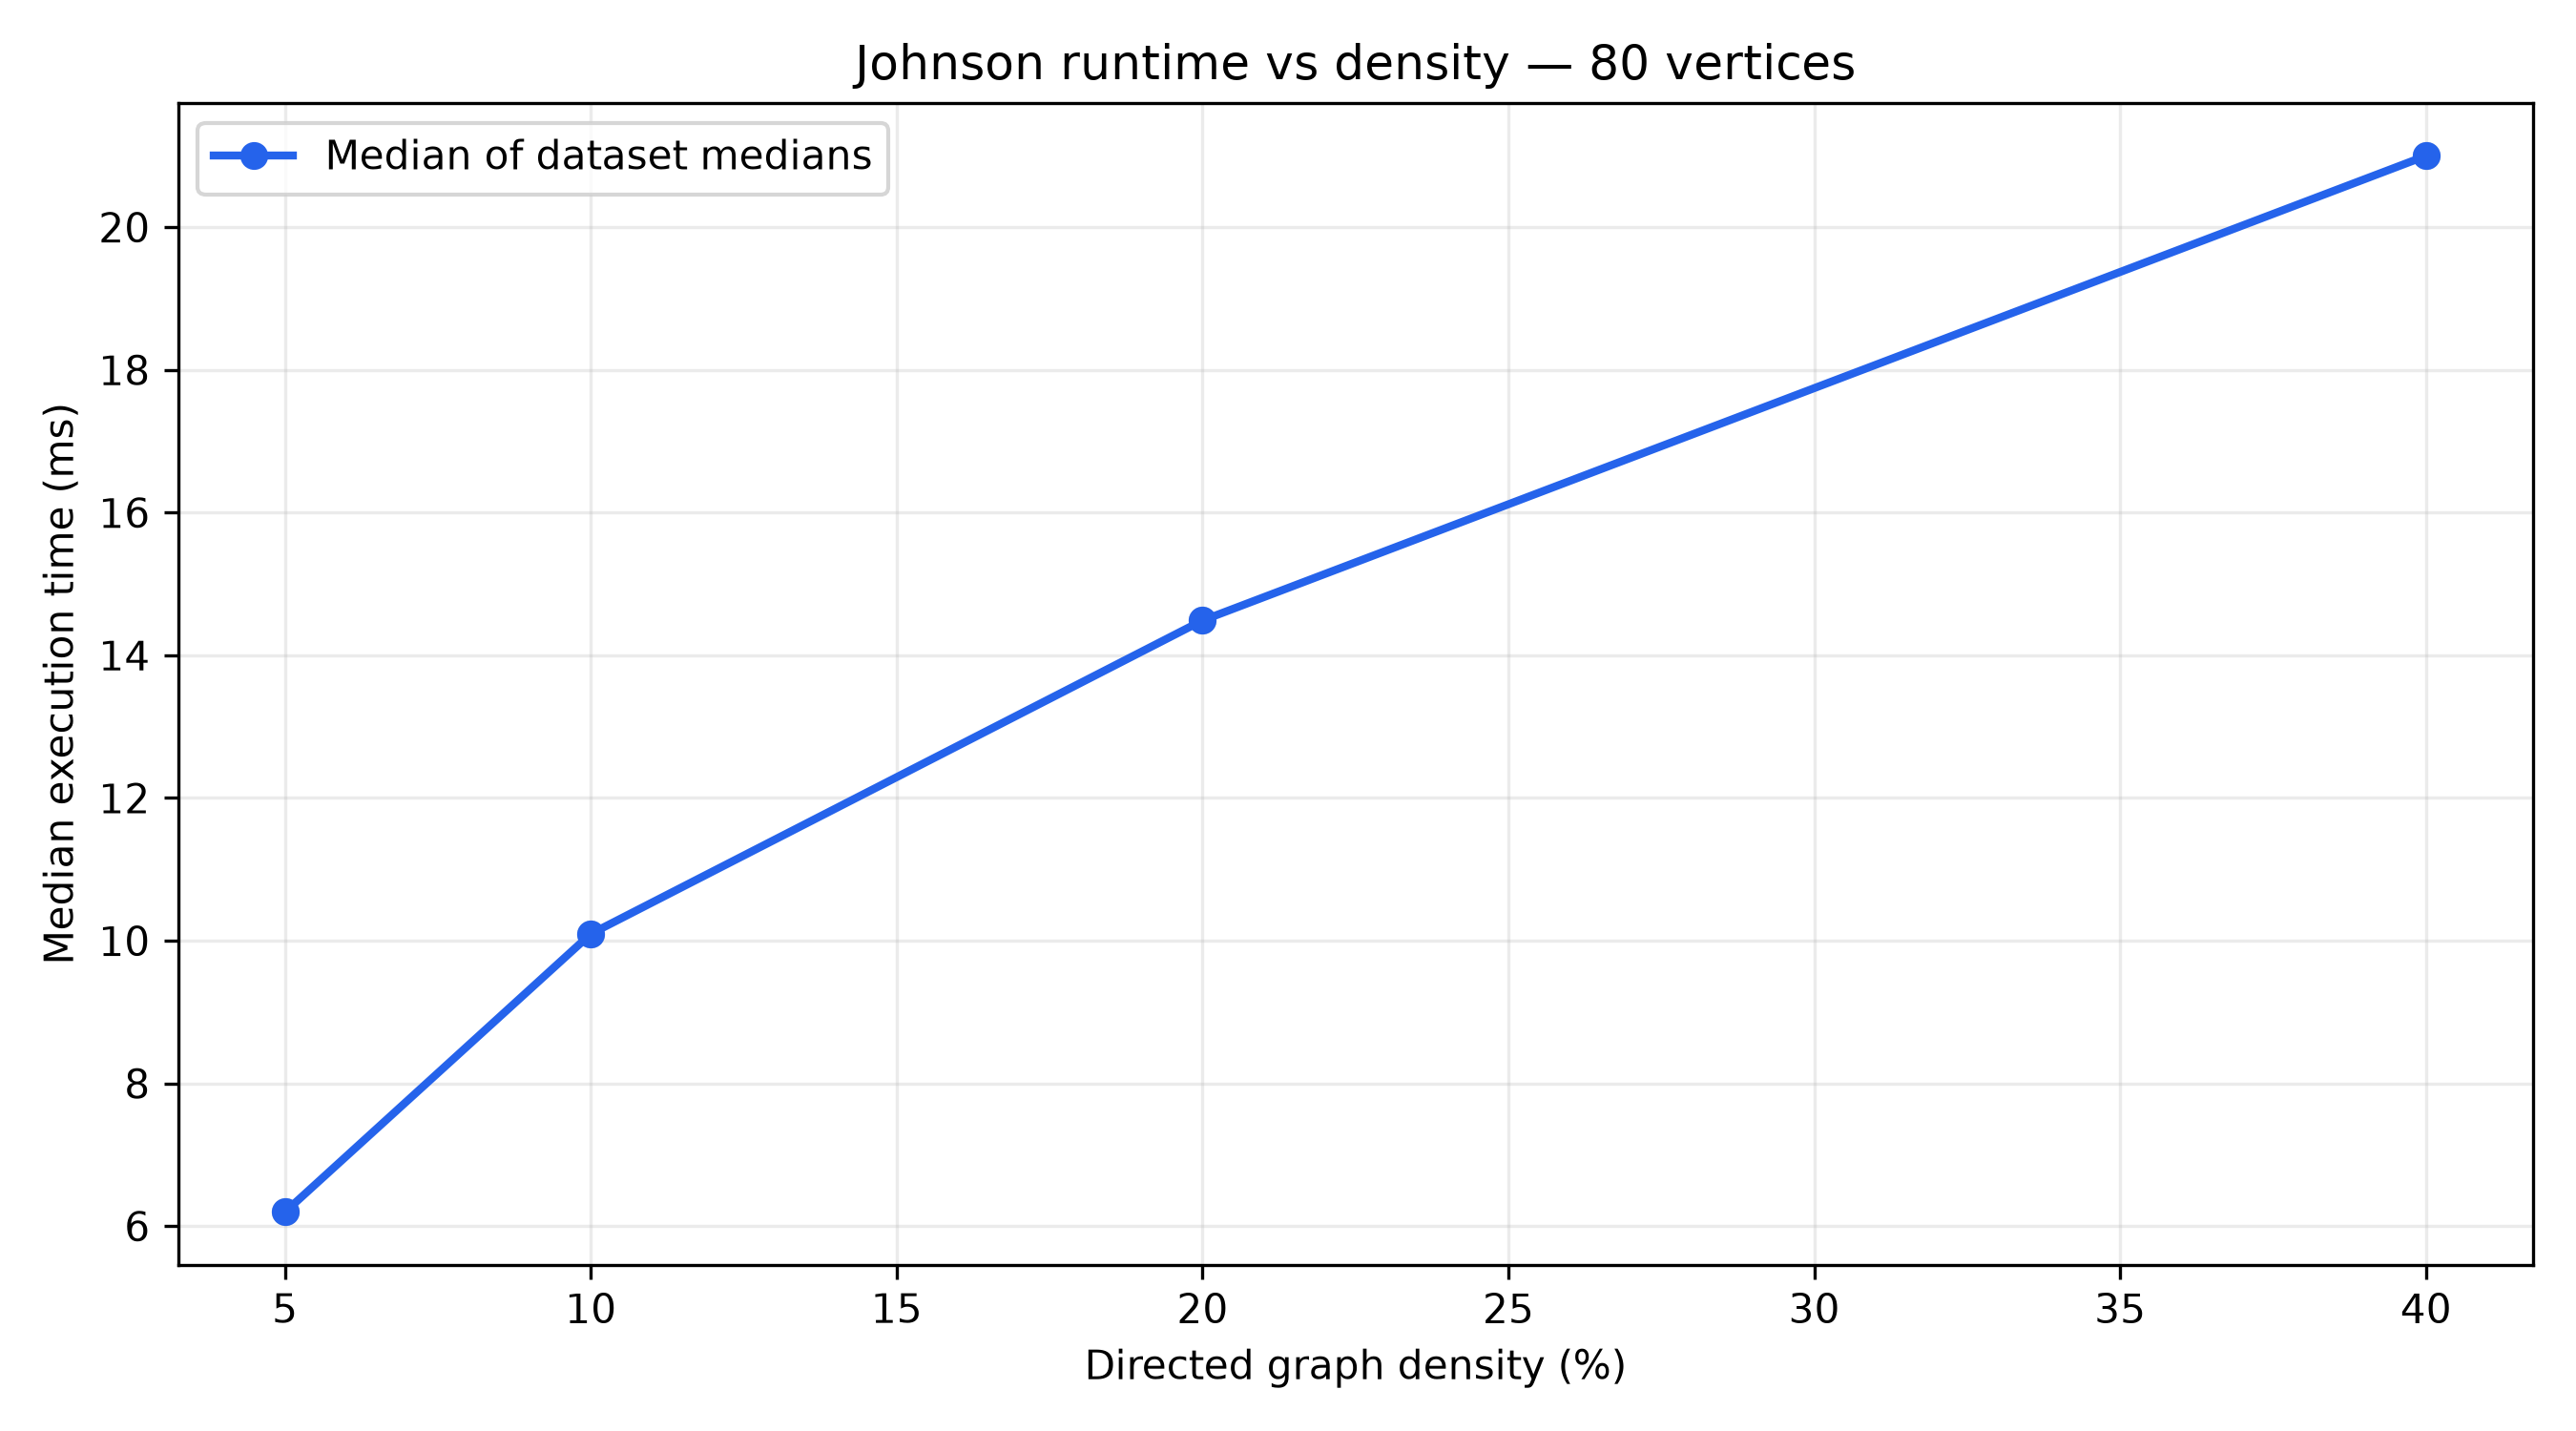 Johnson runtime vs density — 80 vertices
Median of dataset medians
Median execution time (ms)
20
18
16
14
12
10
8
6
5 10 15 20 25 30 35 40
Directed graph density (%)